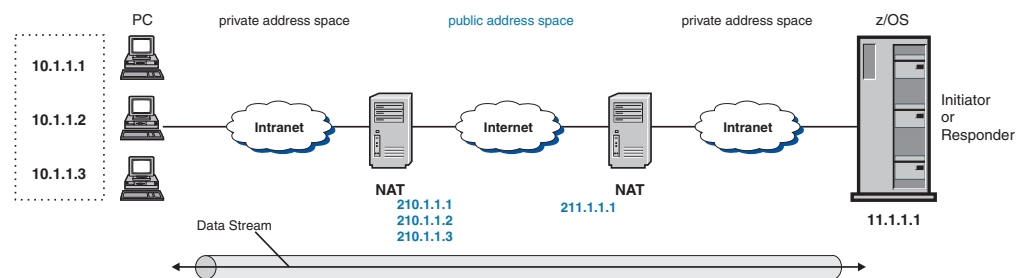 PC
private address space
public address space
private address space
z/OS
10.1.1.1
10.1.1.2
10.1.1.3
Intranet
Internet
Intranet
Initiator
or
Responder
NAT
210.1.1.1
210.1.1.2
210.1.1.3
NAT
211.1.1.1
11.1.1.1
Data Stream